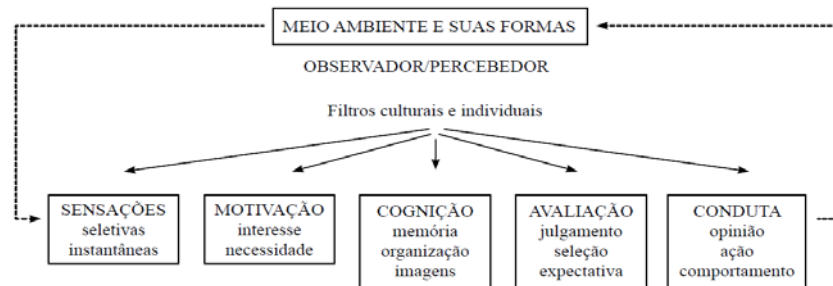 MEIO AMBIENTE E SUAS FORMAS
OBSERVADOR/PERCEBEDOR
Filtros culturais e individuais
SENSAÇÕES
seletivas
instantâneas
MOTIVAÇÃO
interesse
necessidade
COGNIÇÃO
memória
organização
imagens
AVALIAÇÃO
julgamento
seleção
expectativa
CONDUTA
opinião
ação
comportamento